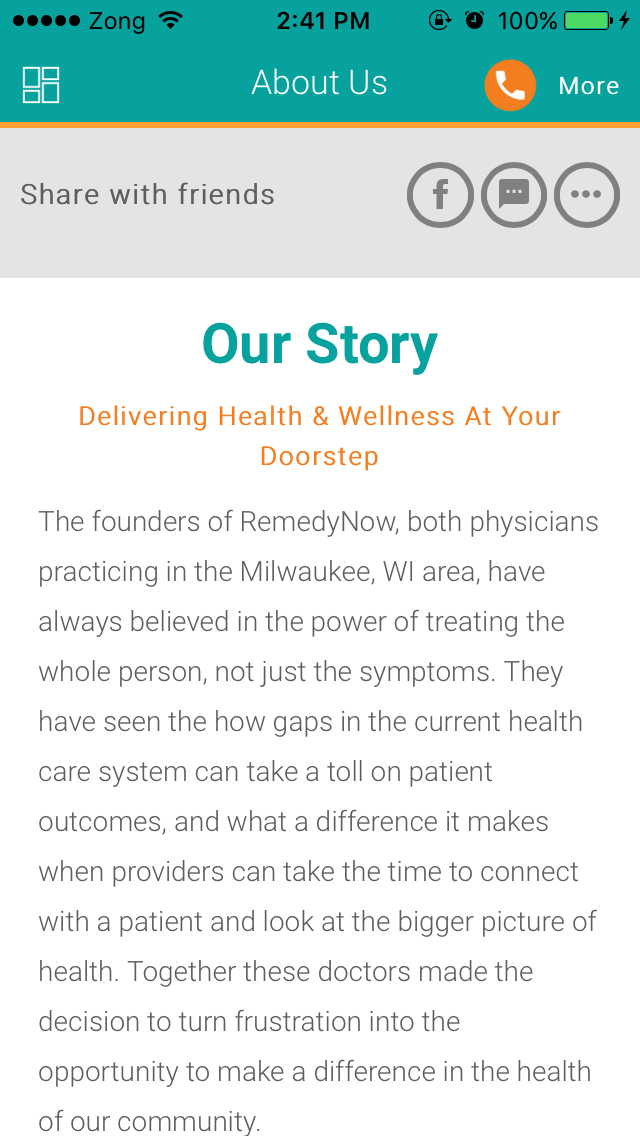 Zong 2:41 PM 100%
About Us More
Share with friends
Our Story
Delivering Health & Wellness At Your
Doorstep
The founders of RemedyNow, both physicians
practicing in the Milwaukee, WI area, have
always believed in the power of treating the
whole person, not just the symptoms. They
have seen the how gaps in the current health
care system can take a toll on patient
outcomes, and what a difference it makes
when providers can take the time to connect
with a patient and look at the bigger picture of
health. Together these doctors made the
decision to turn frustration into the
opportunity to make a difference in the health
of our community.